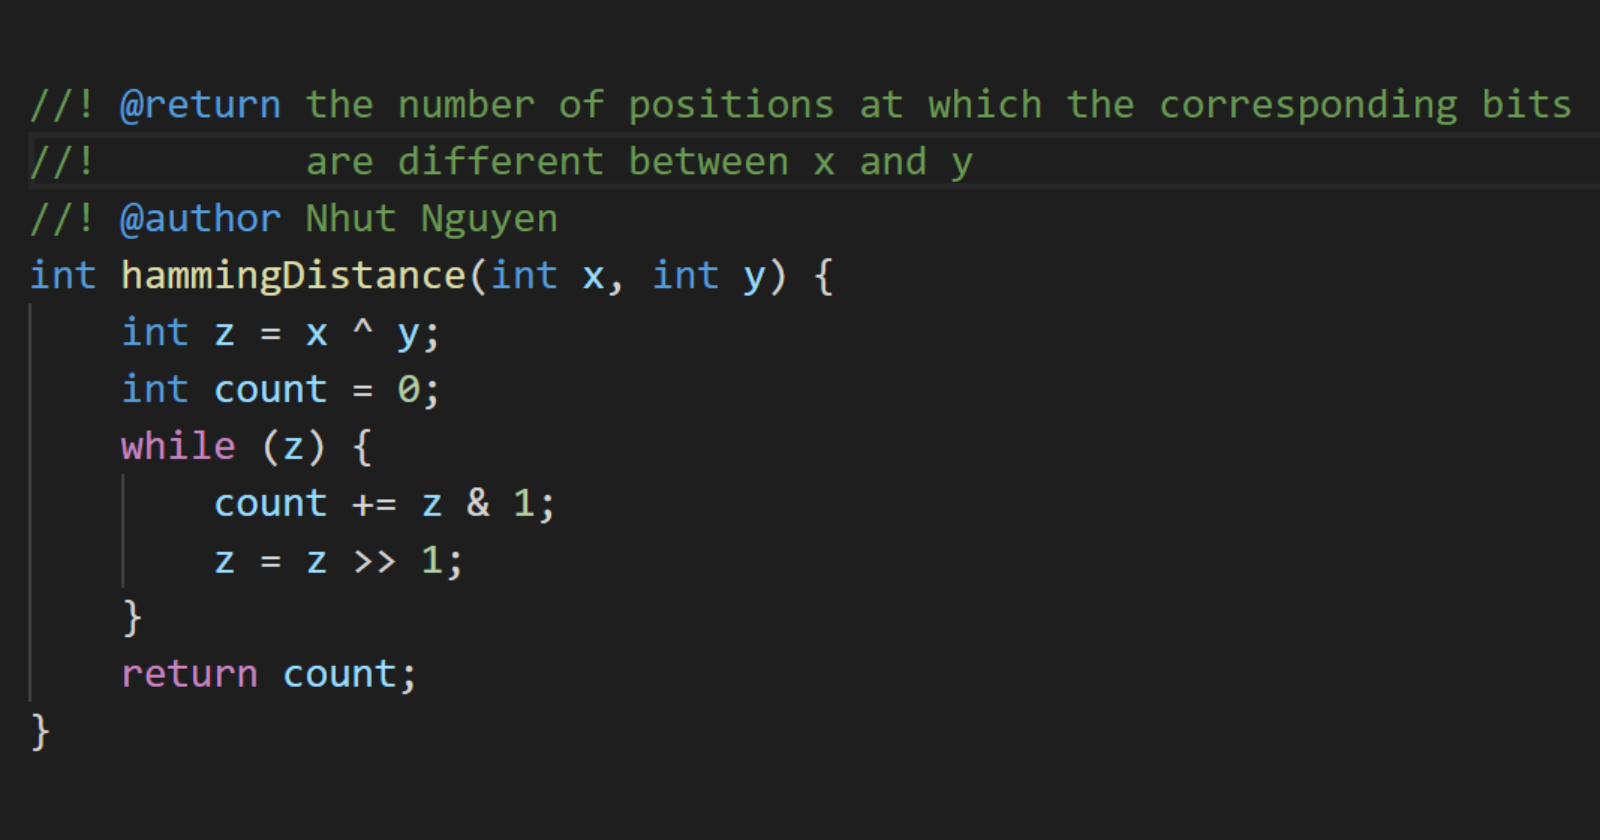 //! @return the number of positions at which the corresponding bits
//!         are different between x and y
//! @author Nhut Nguyen
int hammingDistance(int x, int y) {
    int z = x ^ y;
    int count = 0;
    while (z) {
        count += z & 1;
        z = z >> 1;
    }
    return count;
}